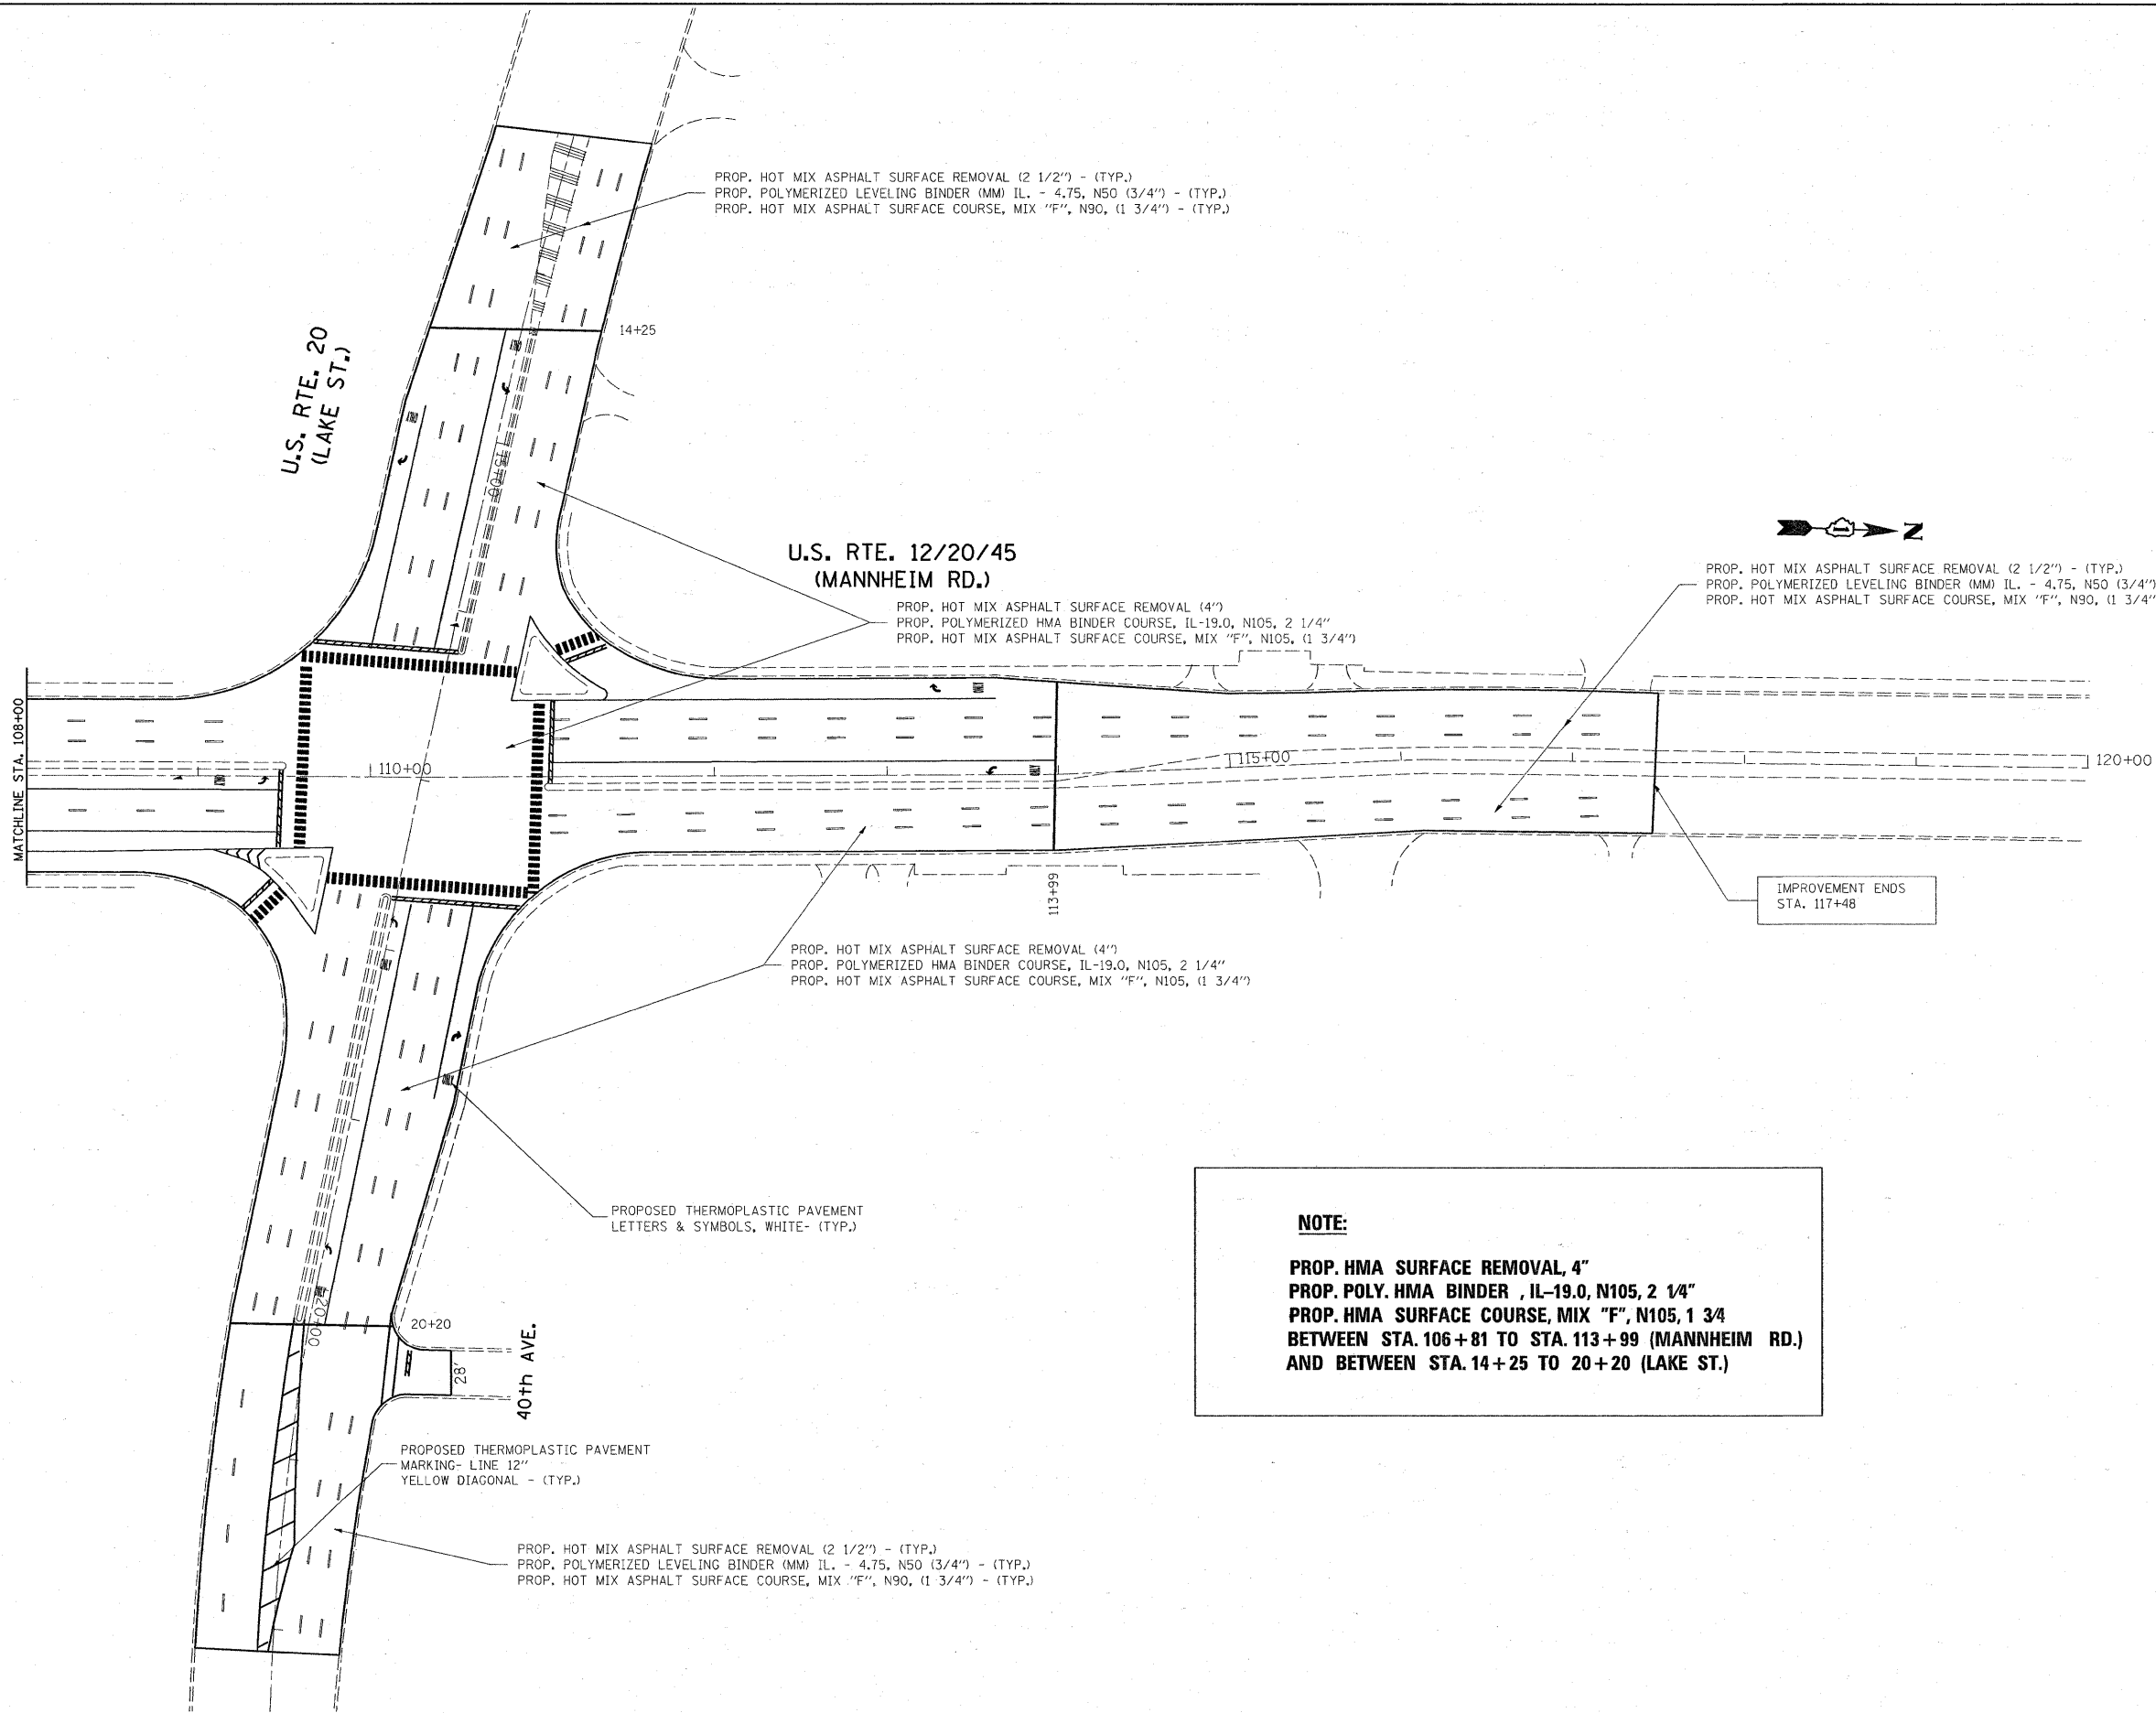 PROP. HOT MIX ASPHALT SURFACE REMOVAL (2 1/2") - (TYP.)
PROP. POLYMERIZED LEVELING BINDER (MM) IL. - 4.75, N50 (3/4") - (TYP.)
PROP. HOT MIX ASPHALT SURFACE COURSE, MIX "F", N90, (1 3/4") - (TYP.)
14+25
U.S. RTE. 20
(LAKE ST.)
15+00
U.S. RTE. 12/20/45
(MANNHEIM RD.)
N
PROP. HOT MIX ASPHALT SURFACE REMOVAL (2 1/2") - (TYP.)
PROP. POLYMERIZED LEVELING BINDER (MM) IL. - 4.75, N50 (3/4")
PROP. HOT MIX ASPHALT SURFACE COURSE, MIX "F", N90, (1 3/4"
PROP. HOT MIX ASPHALT SURFACE REMOVAL (4")
PROP. POLYMERIZED HMA BINDER COURSE, IL-19.0, N105, 2 1/4"
PROP. HOT MIX ASPHALT SURFACE COURSE, MIX "F", N105, (1 3/4")
MATCHLINE STA. 108+00
110+00
115+00
120+00
113+99
IMPROVEMENT ENDS
STA. 117+48
PROP. HOT MIX ASPHALT SURFACE REMOVAL (4")
PROP. POLYMERIZED HMA BINDER COURSE, IL-19.0, N105, 2 1/4"
PROP. HOT MIX ASPHALT SURFACE COURSE, MIX "F", N105, (1 3/4")
PROPOSED THERMOPLASTIC PAVEMENT
LETTERS & SYMBOLS, WHITE- (TYP.)
NOTE:
PROP. HMA SURFACE REMOVAL, 4"
PROP. POLY. HMA BINDER , IL-19.0, N105, 2 1/4"
PROP. HMA SURFACE COURSE, MIX "F", N105, 1 3/4
BETWEEN STA. 106+81 TO STA. 113+99 (MANNHEIM RD.)
AND BETWEEN STA. 14+25 TO 20+20 (LAKE ST.)
20+00
20+20
28'
40th AVE.
PROPOSED THERMOPLASTIC PAVEMENT
MARKING- LINE 12"
YELLOW DIAGONAL - (TYP.)
PROP. HOT MIX ASPHALT SURFACE REMOVAL (2 1/2") - (TYP.)
PROP. POLYMERIZED LEVELING BINDER (MM) IL. - 4.75, N50 (3/4") - (TYP.)
PROP. HOT MIX ASPHALT SURFACE COURSE, MIX "F", N90, (1 3/4") - (TYP.)